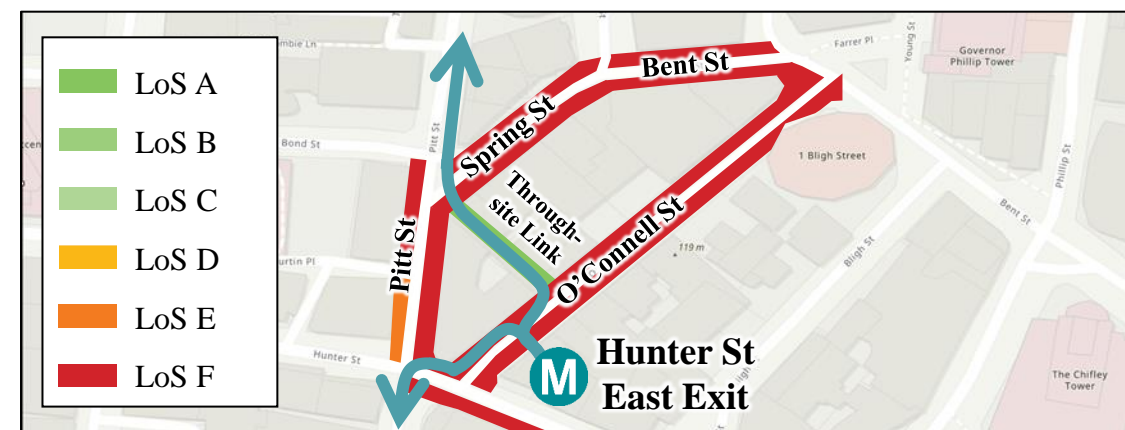 LoS A
LoS B
LoS C
LoS D
LoS E
LoS F
Pitt St
Bond St
Hunter St
Pitt St
Spring St
Bent St
Through-
site Link
O'Connell St
119 m
Farrer Pl
Young St
Governor
Phillip Tower
1 Bligh Street
Phillip St
Bent St
Bligh St
M
Hunter St
East Exit
The Chifley
Tower